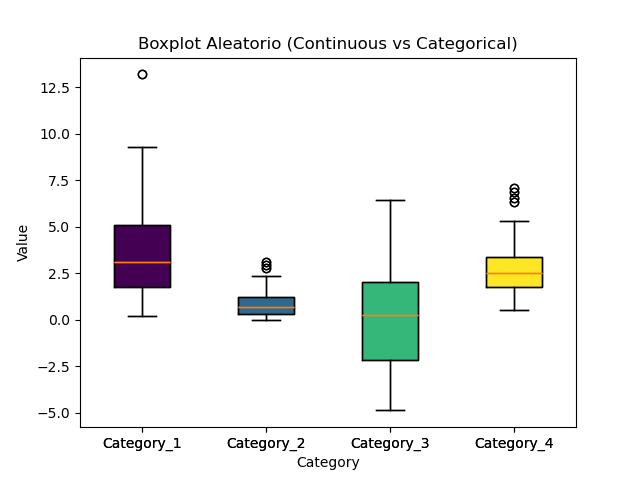 Boxplot Aleatorio (Continuous vs Categorical)
12.5
10.0
7.5
5.0
2.5
0.0
−2.5
−5.0
Value
Category_1 Category_2 Category_3 Category_4
Category